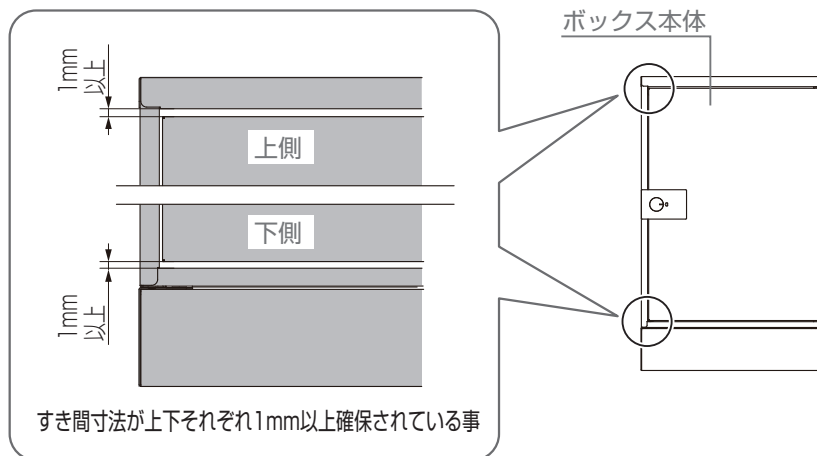 ボックス本体
1mm
以上
上側
下側
1mm
以上
すき間寸法が上下それぞれ1mm以上確保されている事